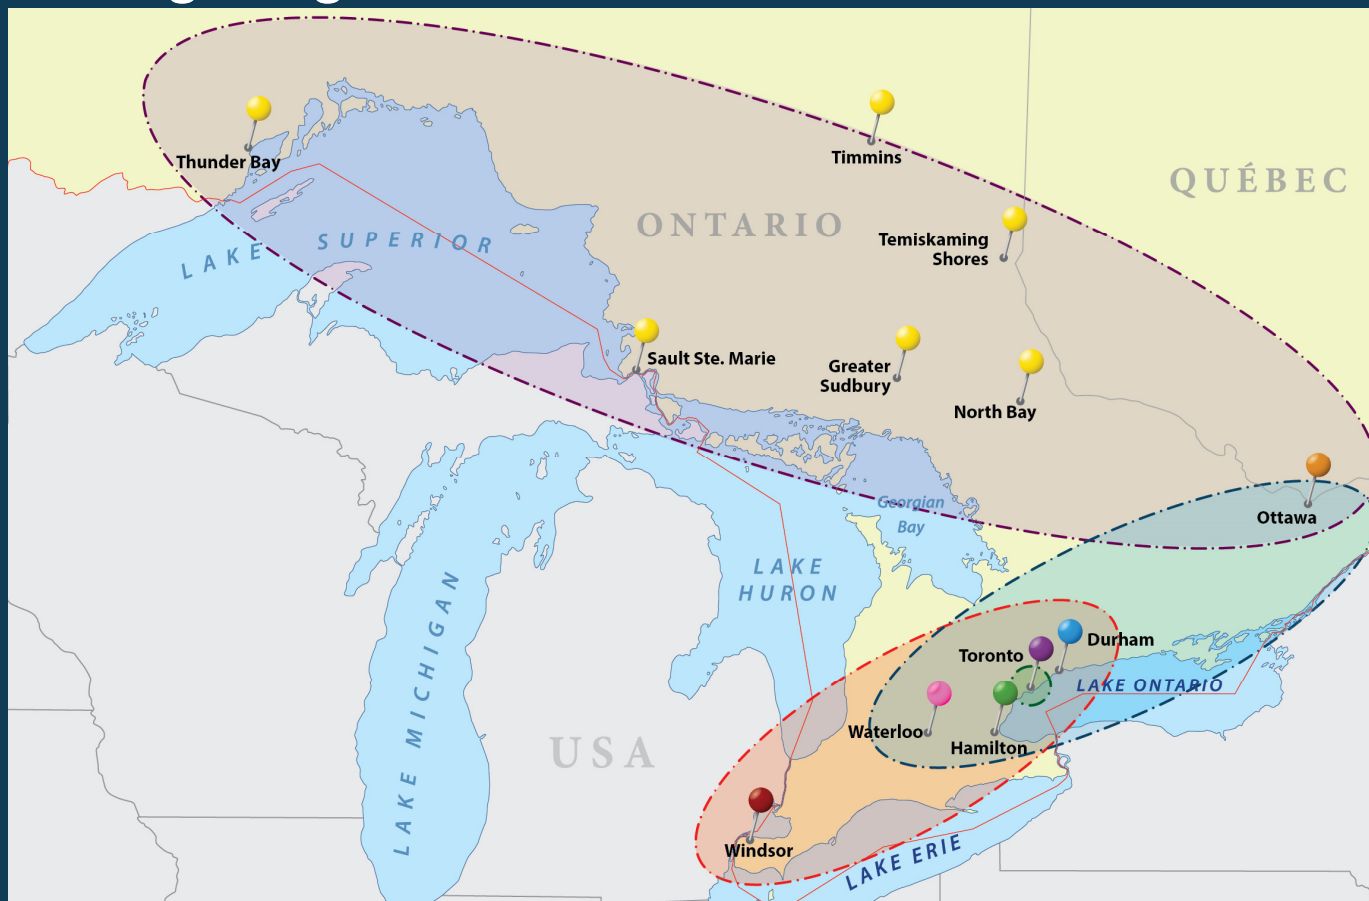 Thunder Bay
Timmins
QUÉBEC
ONTARIO
LAKE SUPERIOR
Temiskaming
Shores
Sault Ste. Marie
Greater
Sudbury
North Bay
Georgian
Bay
Ottawa
LAKE
HURON
LAKE MICHIGAN
Durham
Toronto
LAKE ONTARIO
Waterloo
Hamilton
USA
Windsor
LAKE ERIE